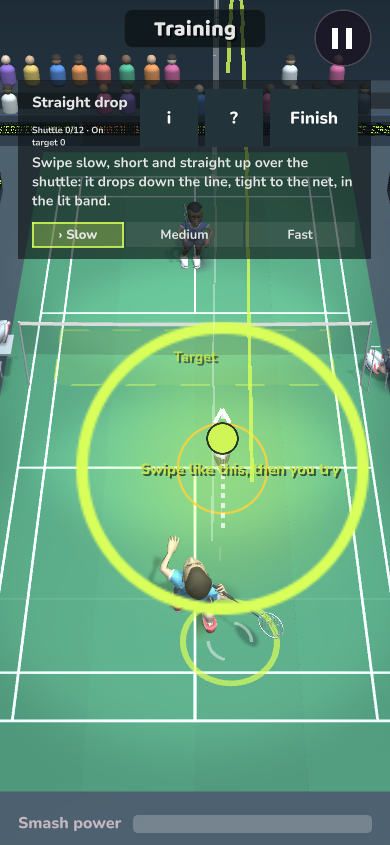 Training
Straight drop
i
?
Finish
Shuttle 0/12 · On
target 0
Swipe slow, short and straight up over the
shuttle: it drops down the line, tight to the net, in
the lit band.
› Slow
Medium
Fast
Target
Swipe like this, then you try
Smash power